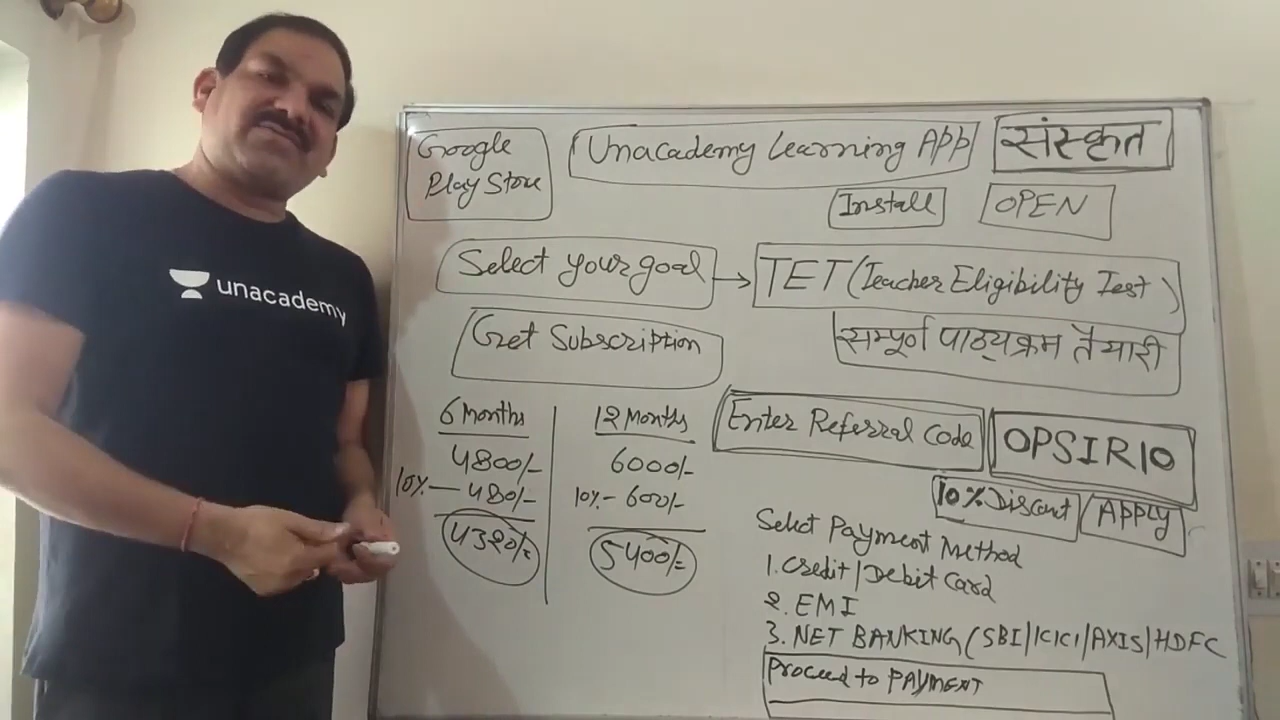 unacademy
Google
Play Store
Unacademy Learning App
संस्कृत
Install
OPEN
Select your goal
TET (Teacher Eligibility Test)
Get Subscription
सम्पूर्ण पाठ्यक्रम तैयारी
6 Months
4800/-
10% — 480/-
4320/-
12 Months
6000/-
10% - 600/-
5400/-
Enter Referral Code
OPSIR10
10% Discount
APPLY
Select Payment Method
1. Credit/Debit Card
2. EMI
3. NET BANKING (SBI/ICICI/AXIS/HDFC
Proceed to PAYMENT